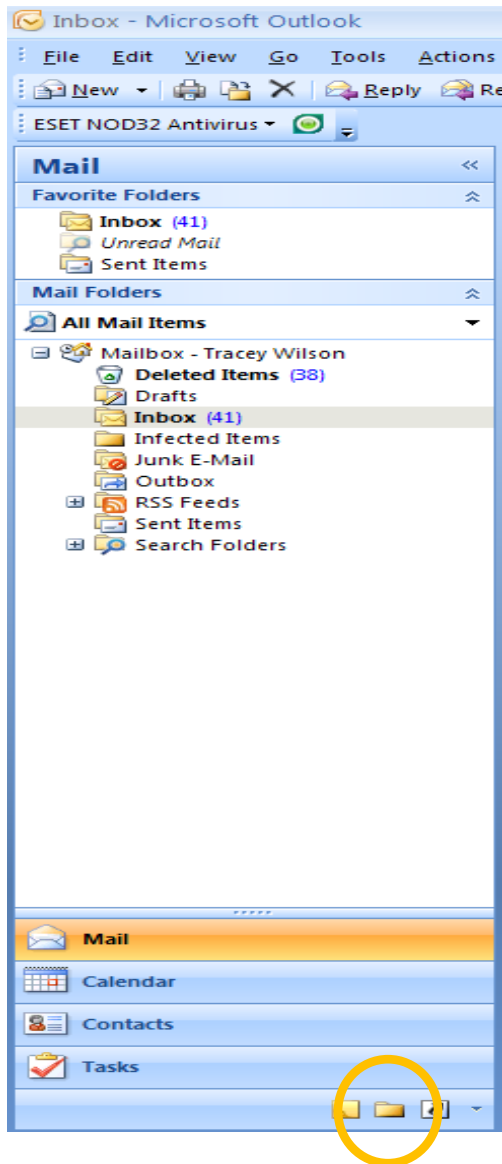 Inbox - Microsoft Outlook
File Edit View Go Tools Actions
New Reply Re
ESET NOD32 Antivirus
Mail <<
Favorite Folders
Inbox (41)
Unread Mail
Sent Items
Mail Folders
All Mail Items
Mailbox - Tracey Wilson
Deleted Items (38)
Drafts
Inbox (41)
Infected Items
Junk E-Mail
Outbox
RSS Feeds
Sent Items
Search Folders
Mail
Calendar
Contacts
Tasks